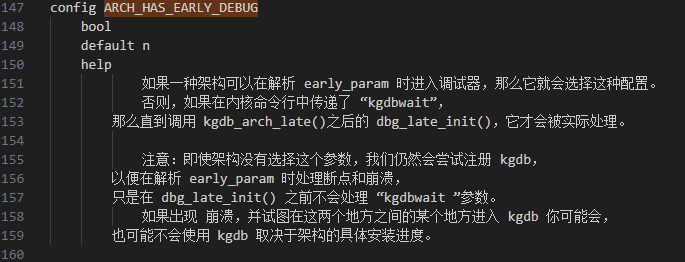 147 config ARCH_HAS_EARLY_DEBUG
148 bool
149 default n
150 help
151 如果一种架构可以在解析 early_param 时进入调试器，那么它就会选择这种配置。
152 否则，如果在内核命令行中传递了 “kgdbwait”，
153 那么直到调用 kgdb_arch_late()之后的 dbg_late_init()，它才会被实际处理。
154
155 注意：即使架构没有选择这个参数，我们仍然会尝试注册 kgdb，
156 以便在解析 early_param 时处理断点和崩溃，
157 只是在 dbg_late_init() 之前不会处理 “kgdbwait ”参数。
158 如果出现 崩溃，并试图在这两个地方之间的某个地方进入 kgdb 你可能会，
159 也可能不会使用 kgdb 取决于架构的具体安装进度。
160